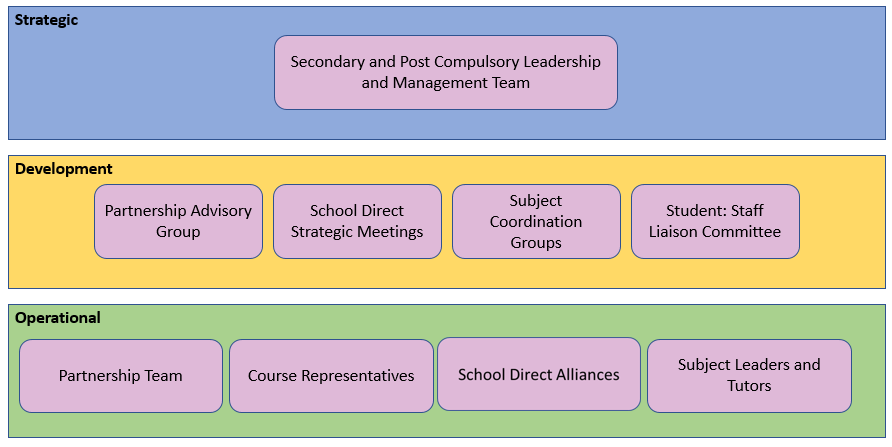 Strategic
Secondary and Post Compulsory Leadership
and Management Team
Development
Partnership Advisory
Group
School Direct
Strategic Meetings
Subject
Coordination
Groups
Student: Staff
Liaison Committee
Operational
Partnership Team
Course Representatives
School Direct Alliances
Subject Leaders and
Tutors